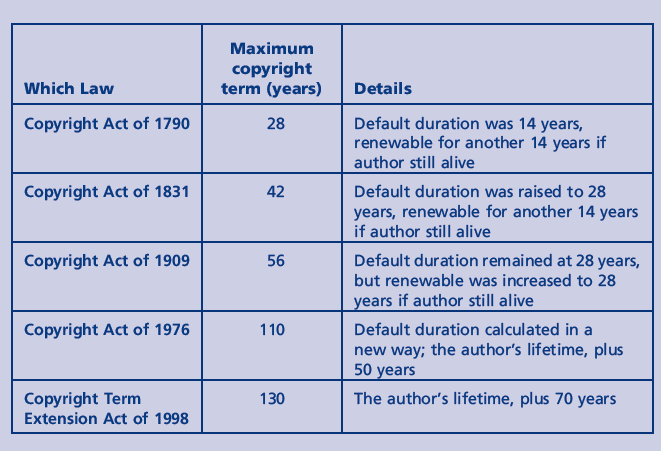 Which Law
Maximum
copyright
term (years)
Details
Copyright Act of 1790
28
Default duration was 14 years,
renewable for another 14 years if
author still alive
Copyright Act of 1831
42
Default duration was raised to 28
years, renewable for another 14 years
if author still alive
Copyright Act of 1909
56
Default duration remained at 28 years,
but renewable was increased to 28
years if author still alive
Copyright Act of 1976
110
Default duration calculated in a
new way; the author's lifetime, plus
50 years
Copyright Term
Extension Act of 1998
130
The author's lifetime, plus 70 years